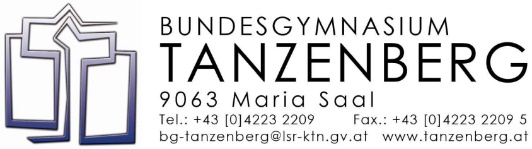 BUNDESGYMNASIUM
TANZENBERG
9063 Maria Saal
Tel.: +43 [0]4223 2209 Fax.: +43 [0]4223 2209 5
bg-tanzenberg@lsr-ktn.gv.at www.tanzenberg.at